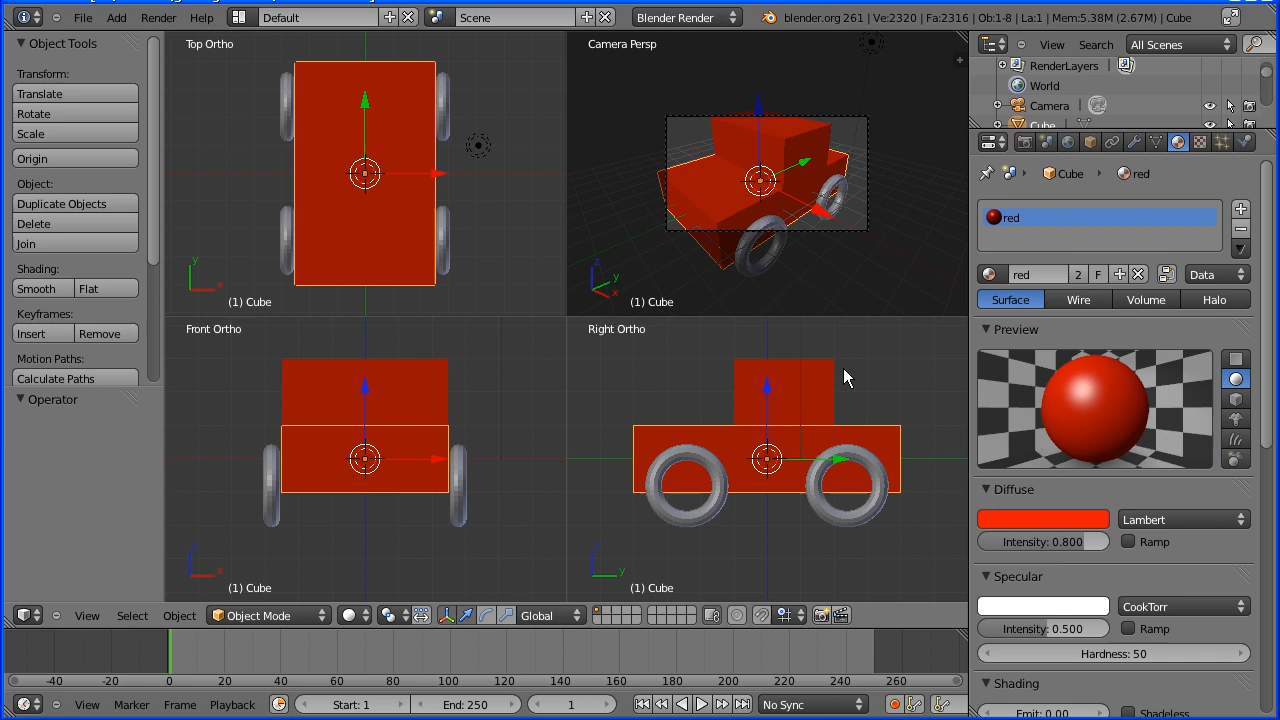 File Add Render Help Default Scene Blender Render blender.org 261 | Ve:2320 | Fa:2316 | Ob:1-8 | La:1 | Mem:5.38M (2.67M) | Cube
Object Tools
Transform:
Translate
Rotate
Scale
Origin
Object:
Duplicate Objects
Delete
Join
Shading:
Smooth Flat
Keyframes:
Insert Remove
Motion Paths:
Calculate Paths
Operator
Top Ortho
y
x
(1) Cube
Camera Persp
z
y
x
(1) Cube
Front Ortho
x
(1) Cube
Right Ortho
y
(1) Cube
View Search All Scenes
RenderLayers
World
Camera
Cube
Cube red
red
red 2 F Data
Surface Wire Volume Halo
Preview
Diffuse
Lambert
Intensity: 0.800 Ramp
Specular
CookTorr
Intensity: 0.500 Ramp
Hardness: 50
Shading
Emit: 0.00 Shadeless
View Select Object Object Mode Global
-40 -20 0 20 40 60 80 100 120 140 160 180 200 220 240 260
View Marker Frame Playback Start: 1 End: 250 1 No Sync